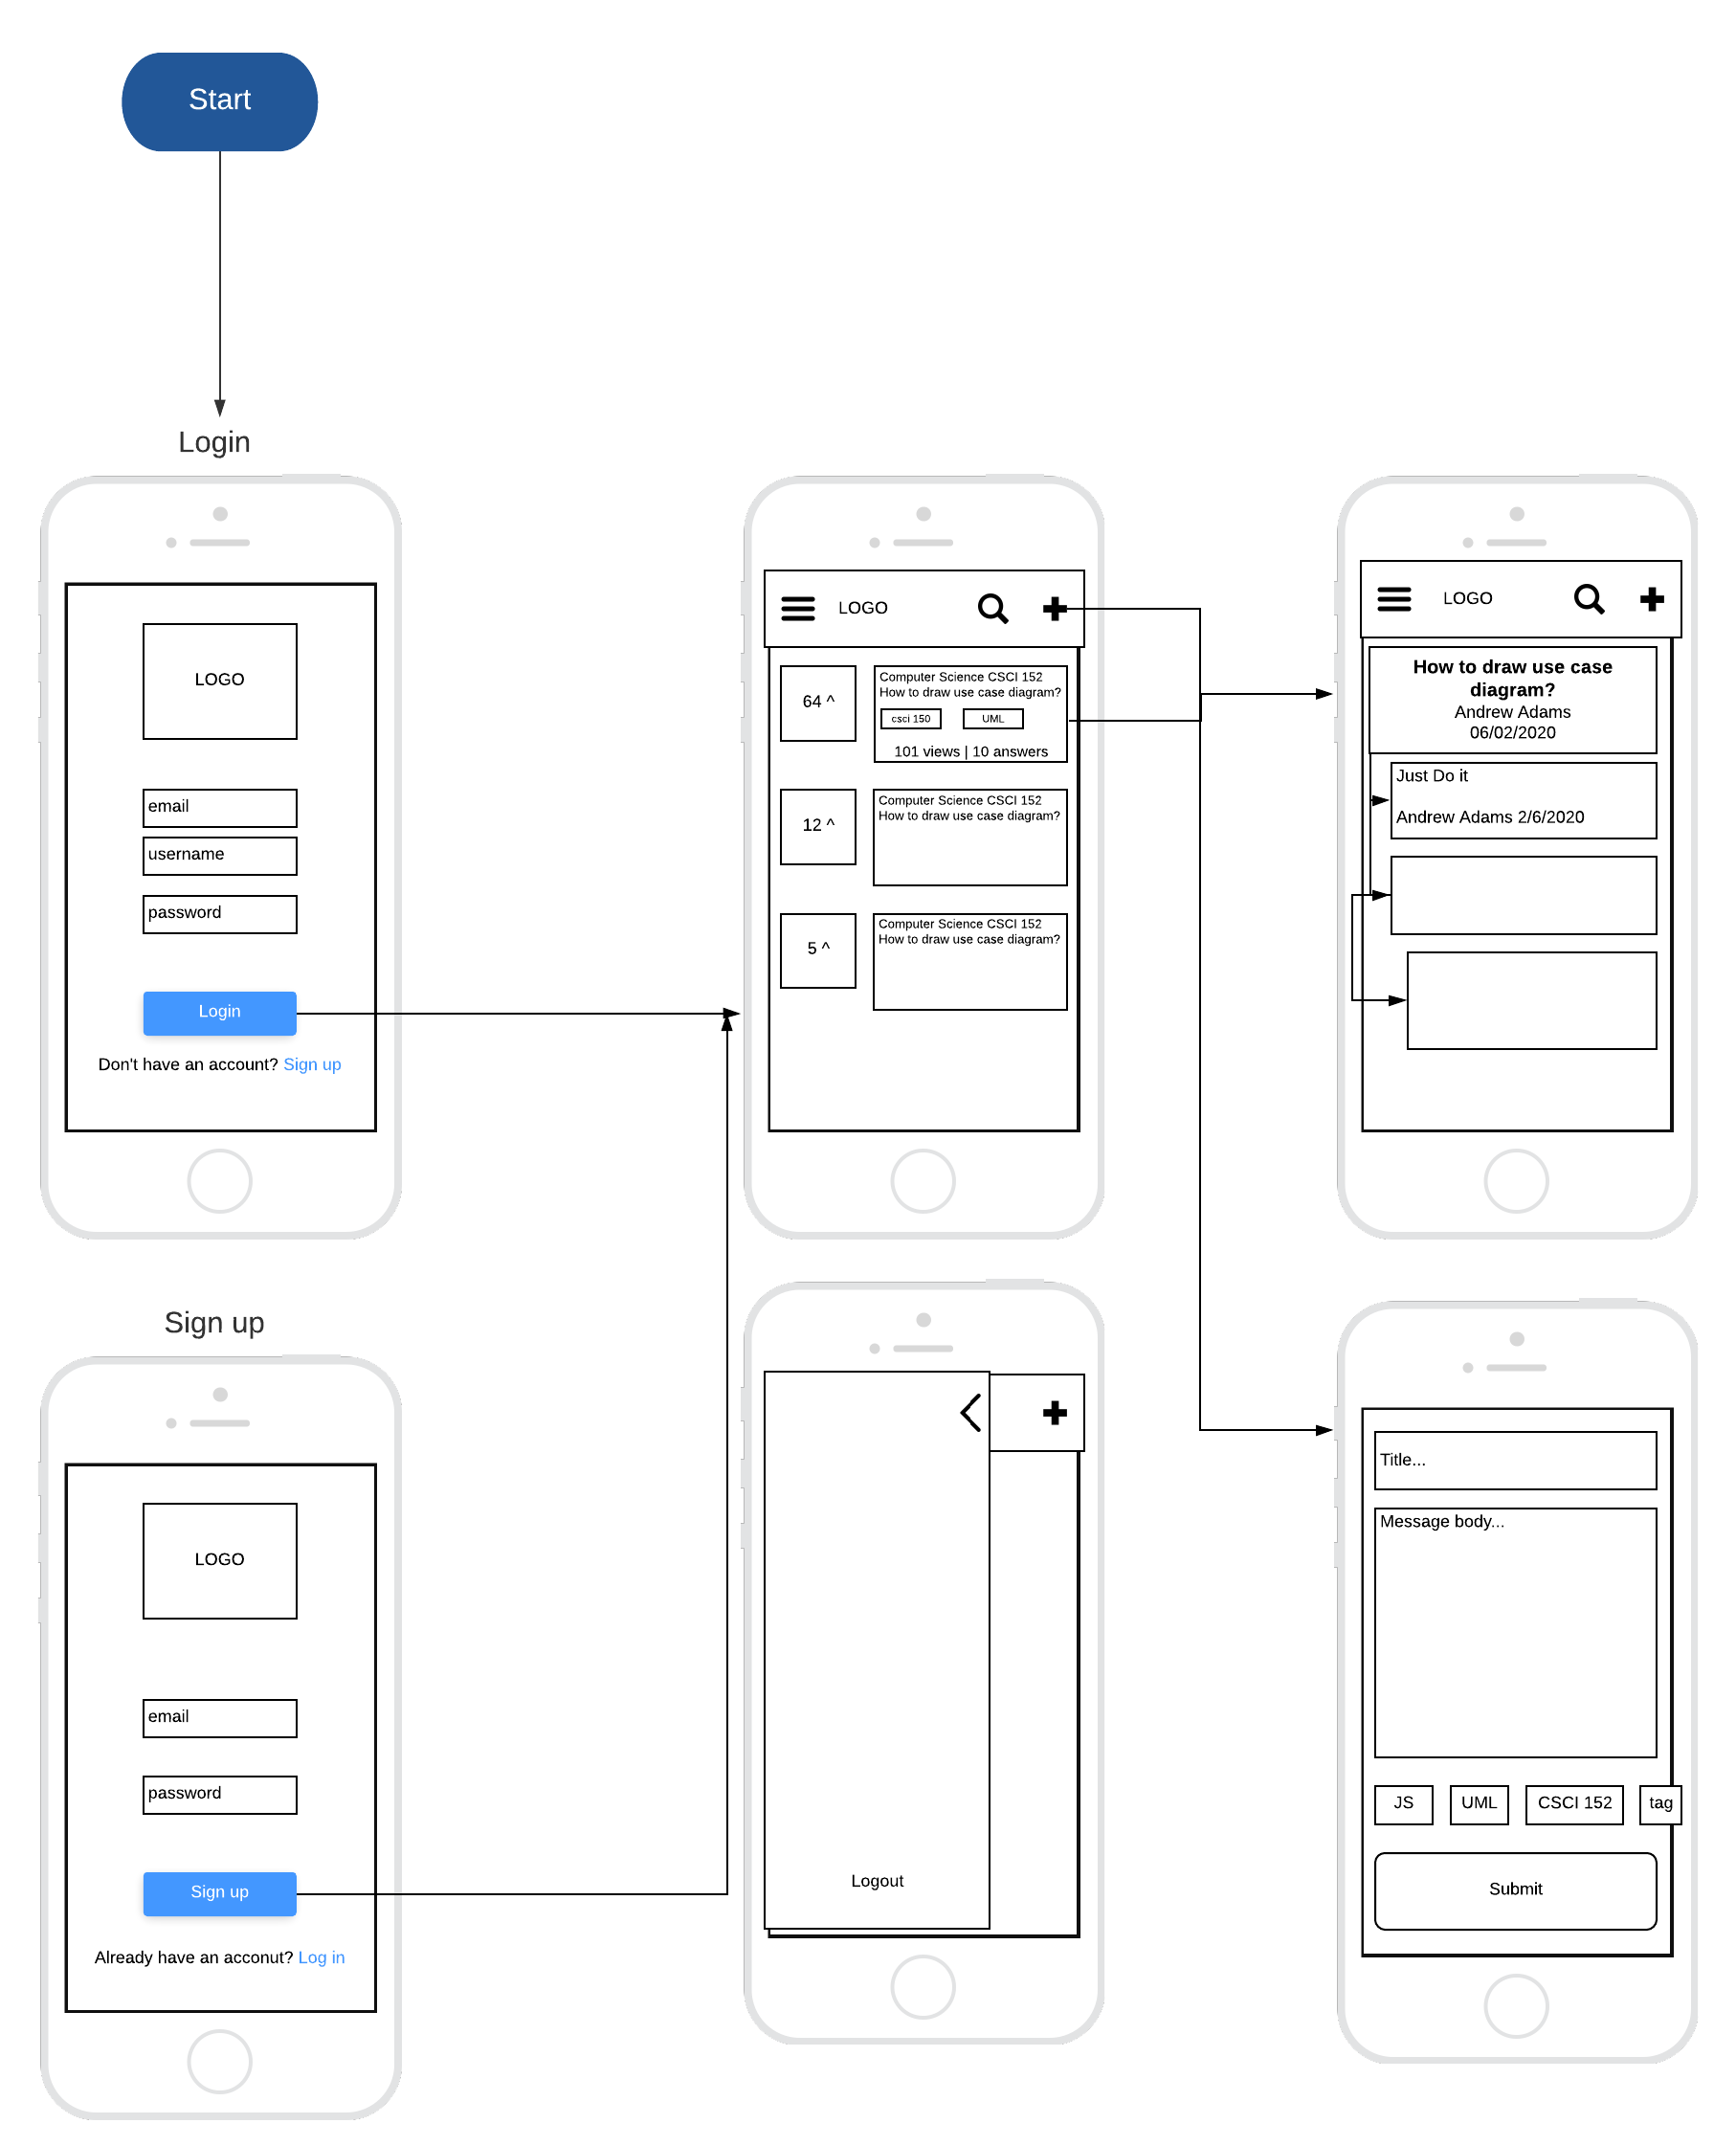 Start
Login
LOGO
email
username
password
Login
Don't have an account? Sign up
LOGO
64 ^
Computer Science CSCI 152
How to draw use case diagram?
csci 150
UML
101 views | 10 answers
12 ^
Computer Science CSCI 152
How to draw use case diagram?
5 ^
Computer Science CSCI 152
How to draw use case diagram?
LOGO
How to draw use case
diagram?
Andrew Adams
06/02/2020
Just Do it
Andrew Adams 2/6/2020
Sign up
LOGO
email
password
Sign up
Already have an acconut? Log in
Logout
Title...
Message body...
JS
UML
CSCI 152
tag
Submit